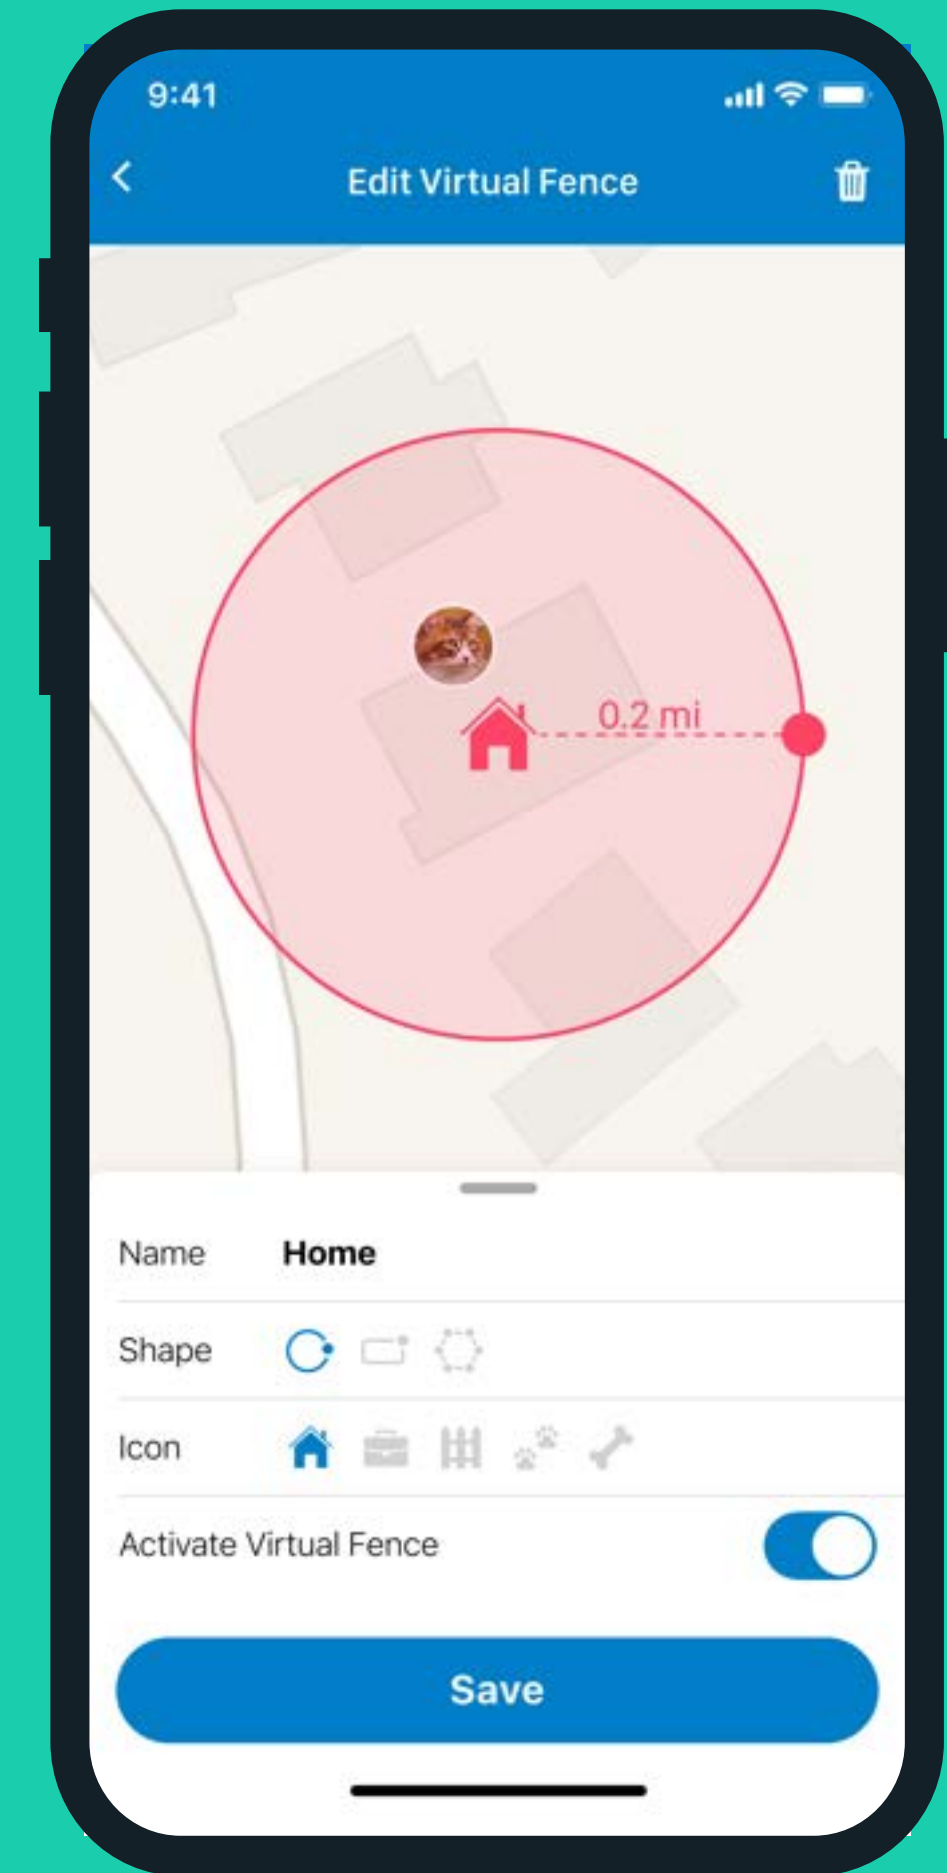 9:41
Edit Virtual Fence
0.2 mi
Name Home
Shape
Icon
Activate Virtual Fence
Save